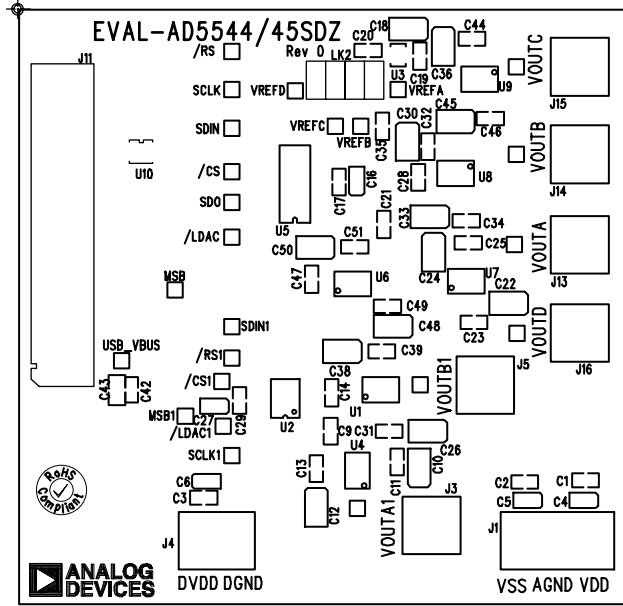 EVAL-AD5544/45SDZ
Rev 0
LK2
C20
C18
C44
J11
/RS
U3
C19
C36
U9
VOUTC
J15
SCLK
VREFD
VREFA
SDIN
VREFC
VREFB
C35
C30
C32
C45
C46
VOUTB
U10
/CS
C17
C16
C28
U8
J14
SDO
U5
C21
C33
C34
/LDAC
C50
C51
C24
C25
VOUTA
J13
MSB
C47
U6
U7
C22
C49
C48
C23
VOUTD
J16
USB_VBUS
SDIN1
/RS1
C38
C39
J5
C43
C42
/CS1
C27
C29
C14
U1
VOUTB1
MSB1
/LDAC1
U2
C9
C31
C26
SCLK1
C13
U4
C11
C10
RoHS
Compliant
C6
C3
C12
VOUTA1
J3
C2
C1
C5
C4
J4
J1
ANALOG
DEVICES
DVDD DGND
VSS AGND VDD